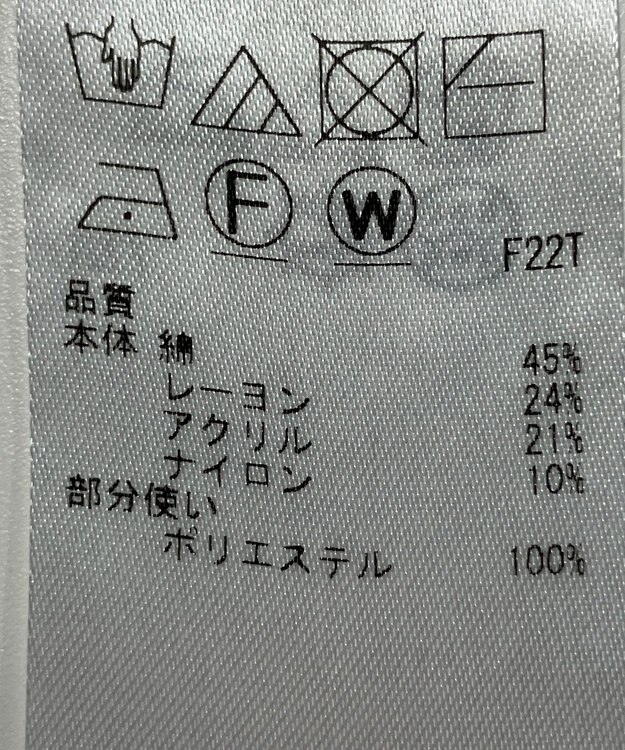 F W
F22T
品質
本体 綿 45%
レーヨン 24%
アクリル 21%
ナイロン 10%
部分使い
ポリエステル 100%